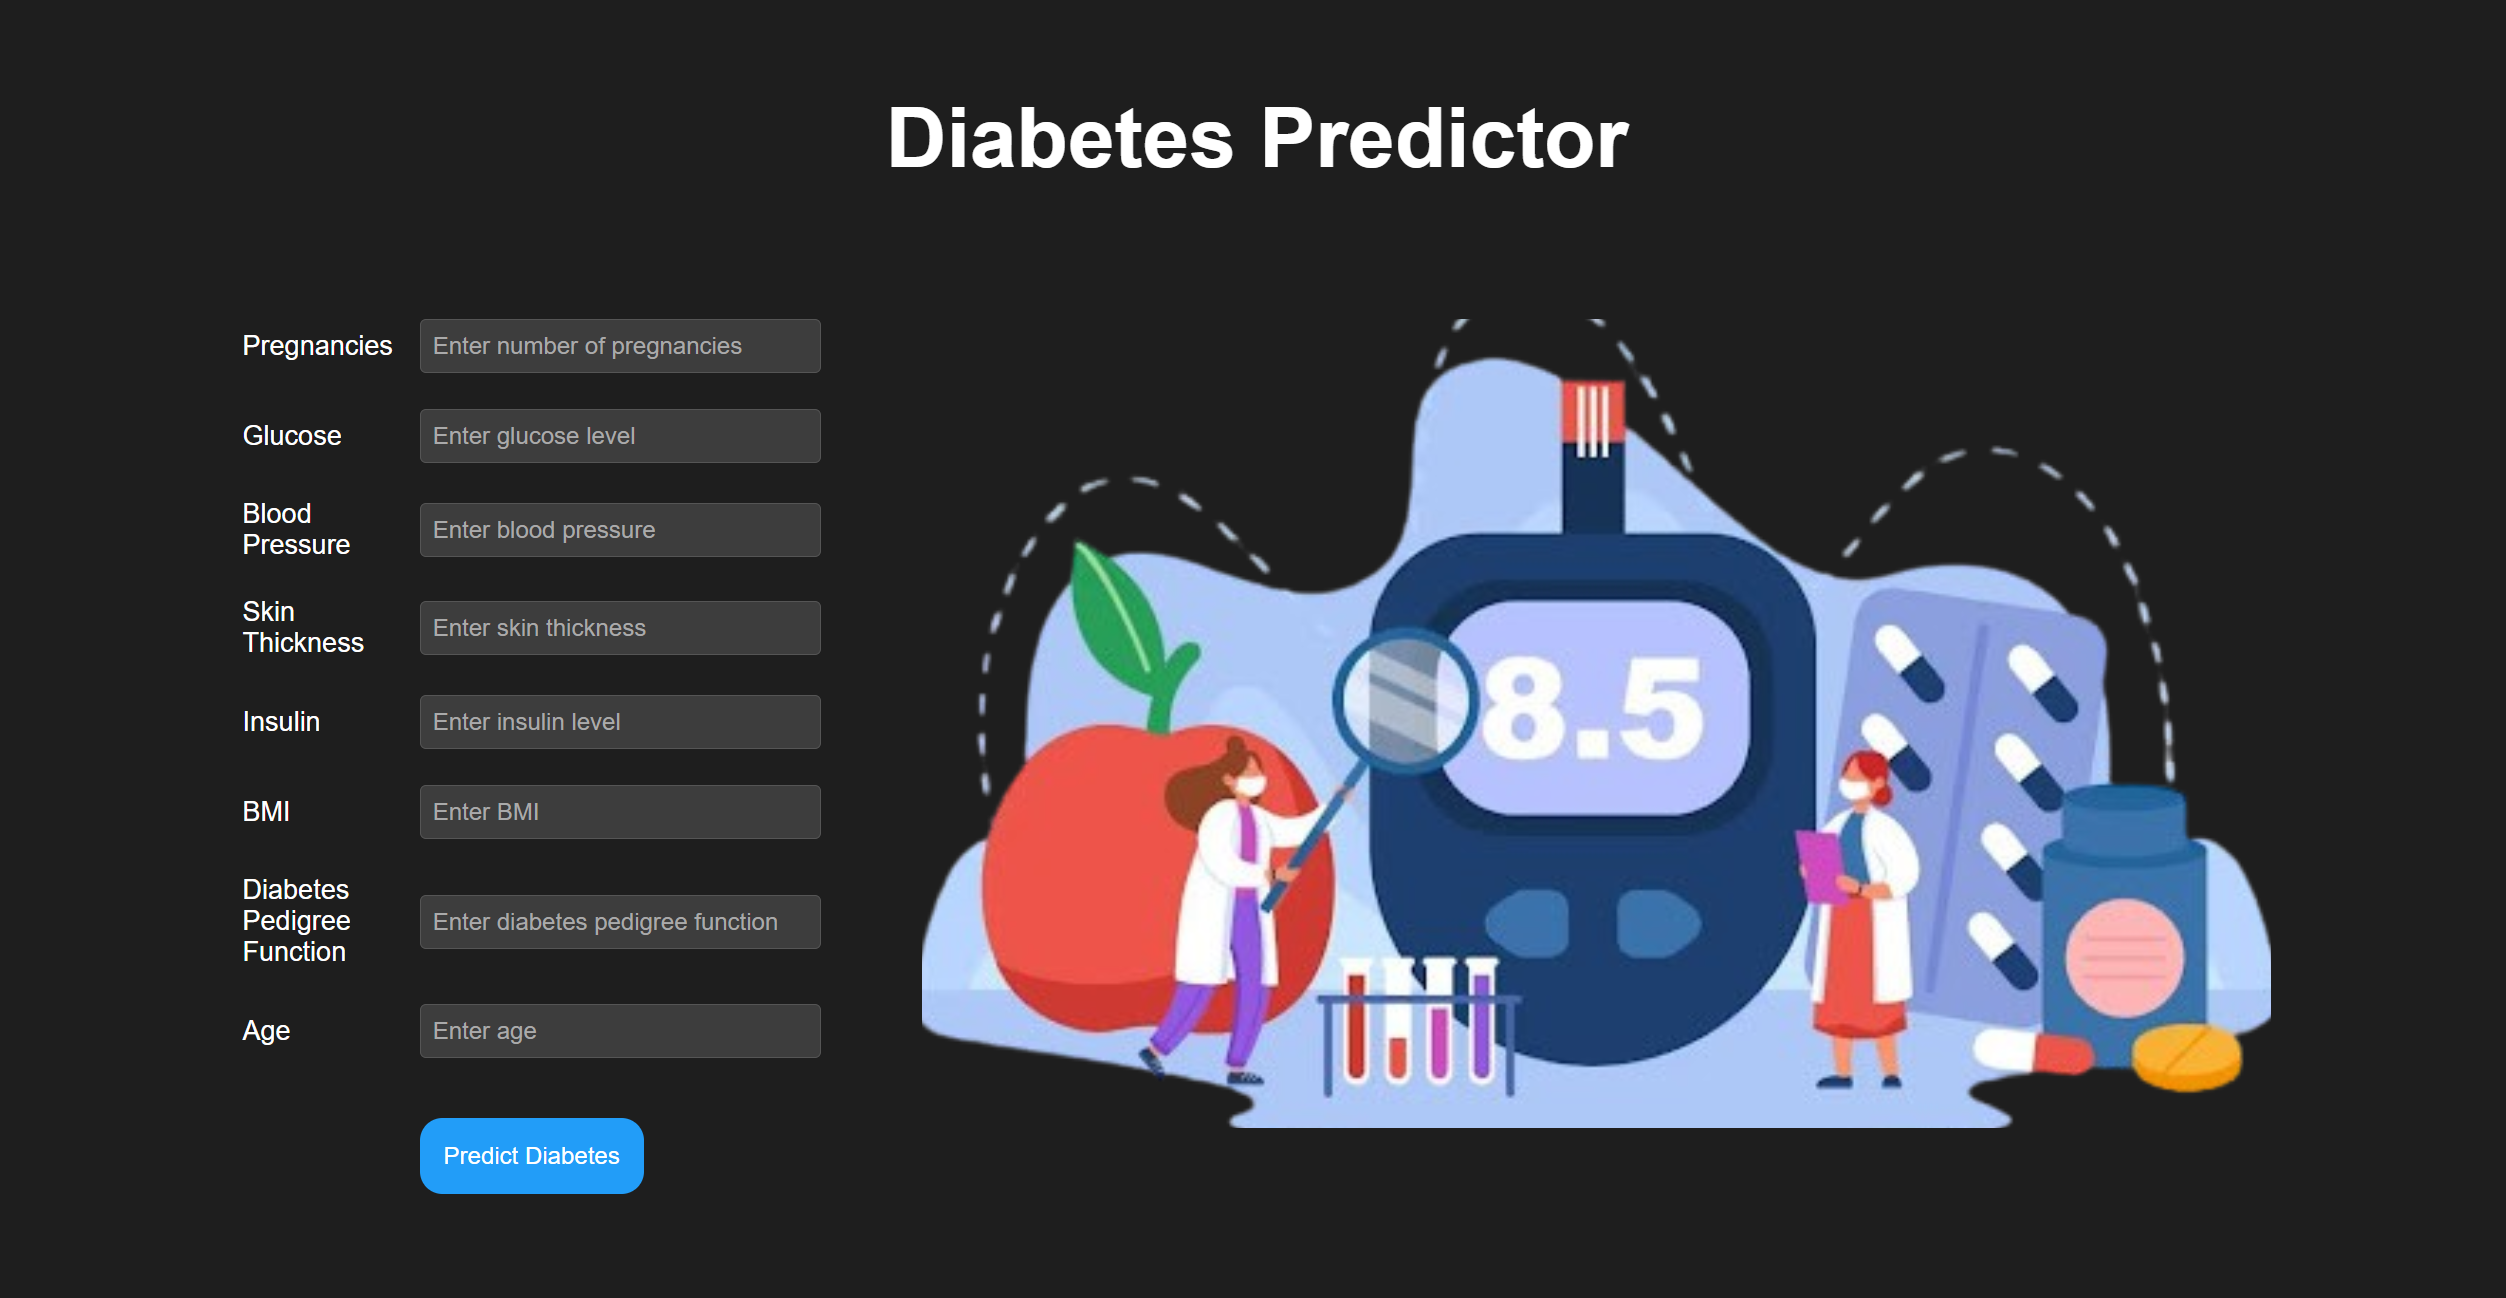 Diabetes Predictor
Pregnancies
Enter number of pregnancies
Glucose
Enter glucose level
Blood
Pressure
Enter blood pressure
Skin
Thickness
Enter skin thickness
Insulin
Enter insulin level
BMI
Enter BMI
Diabetes
Pedigree
Function
Enter diabetes pedigree function
Age
Enter age
Predict Diabetes
8.5